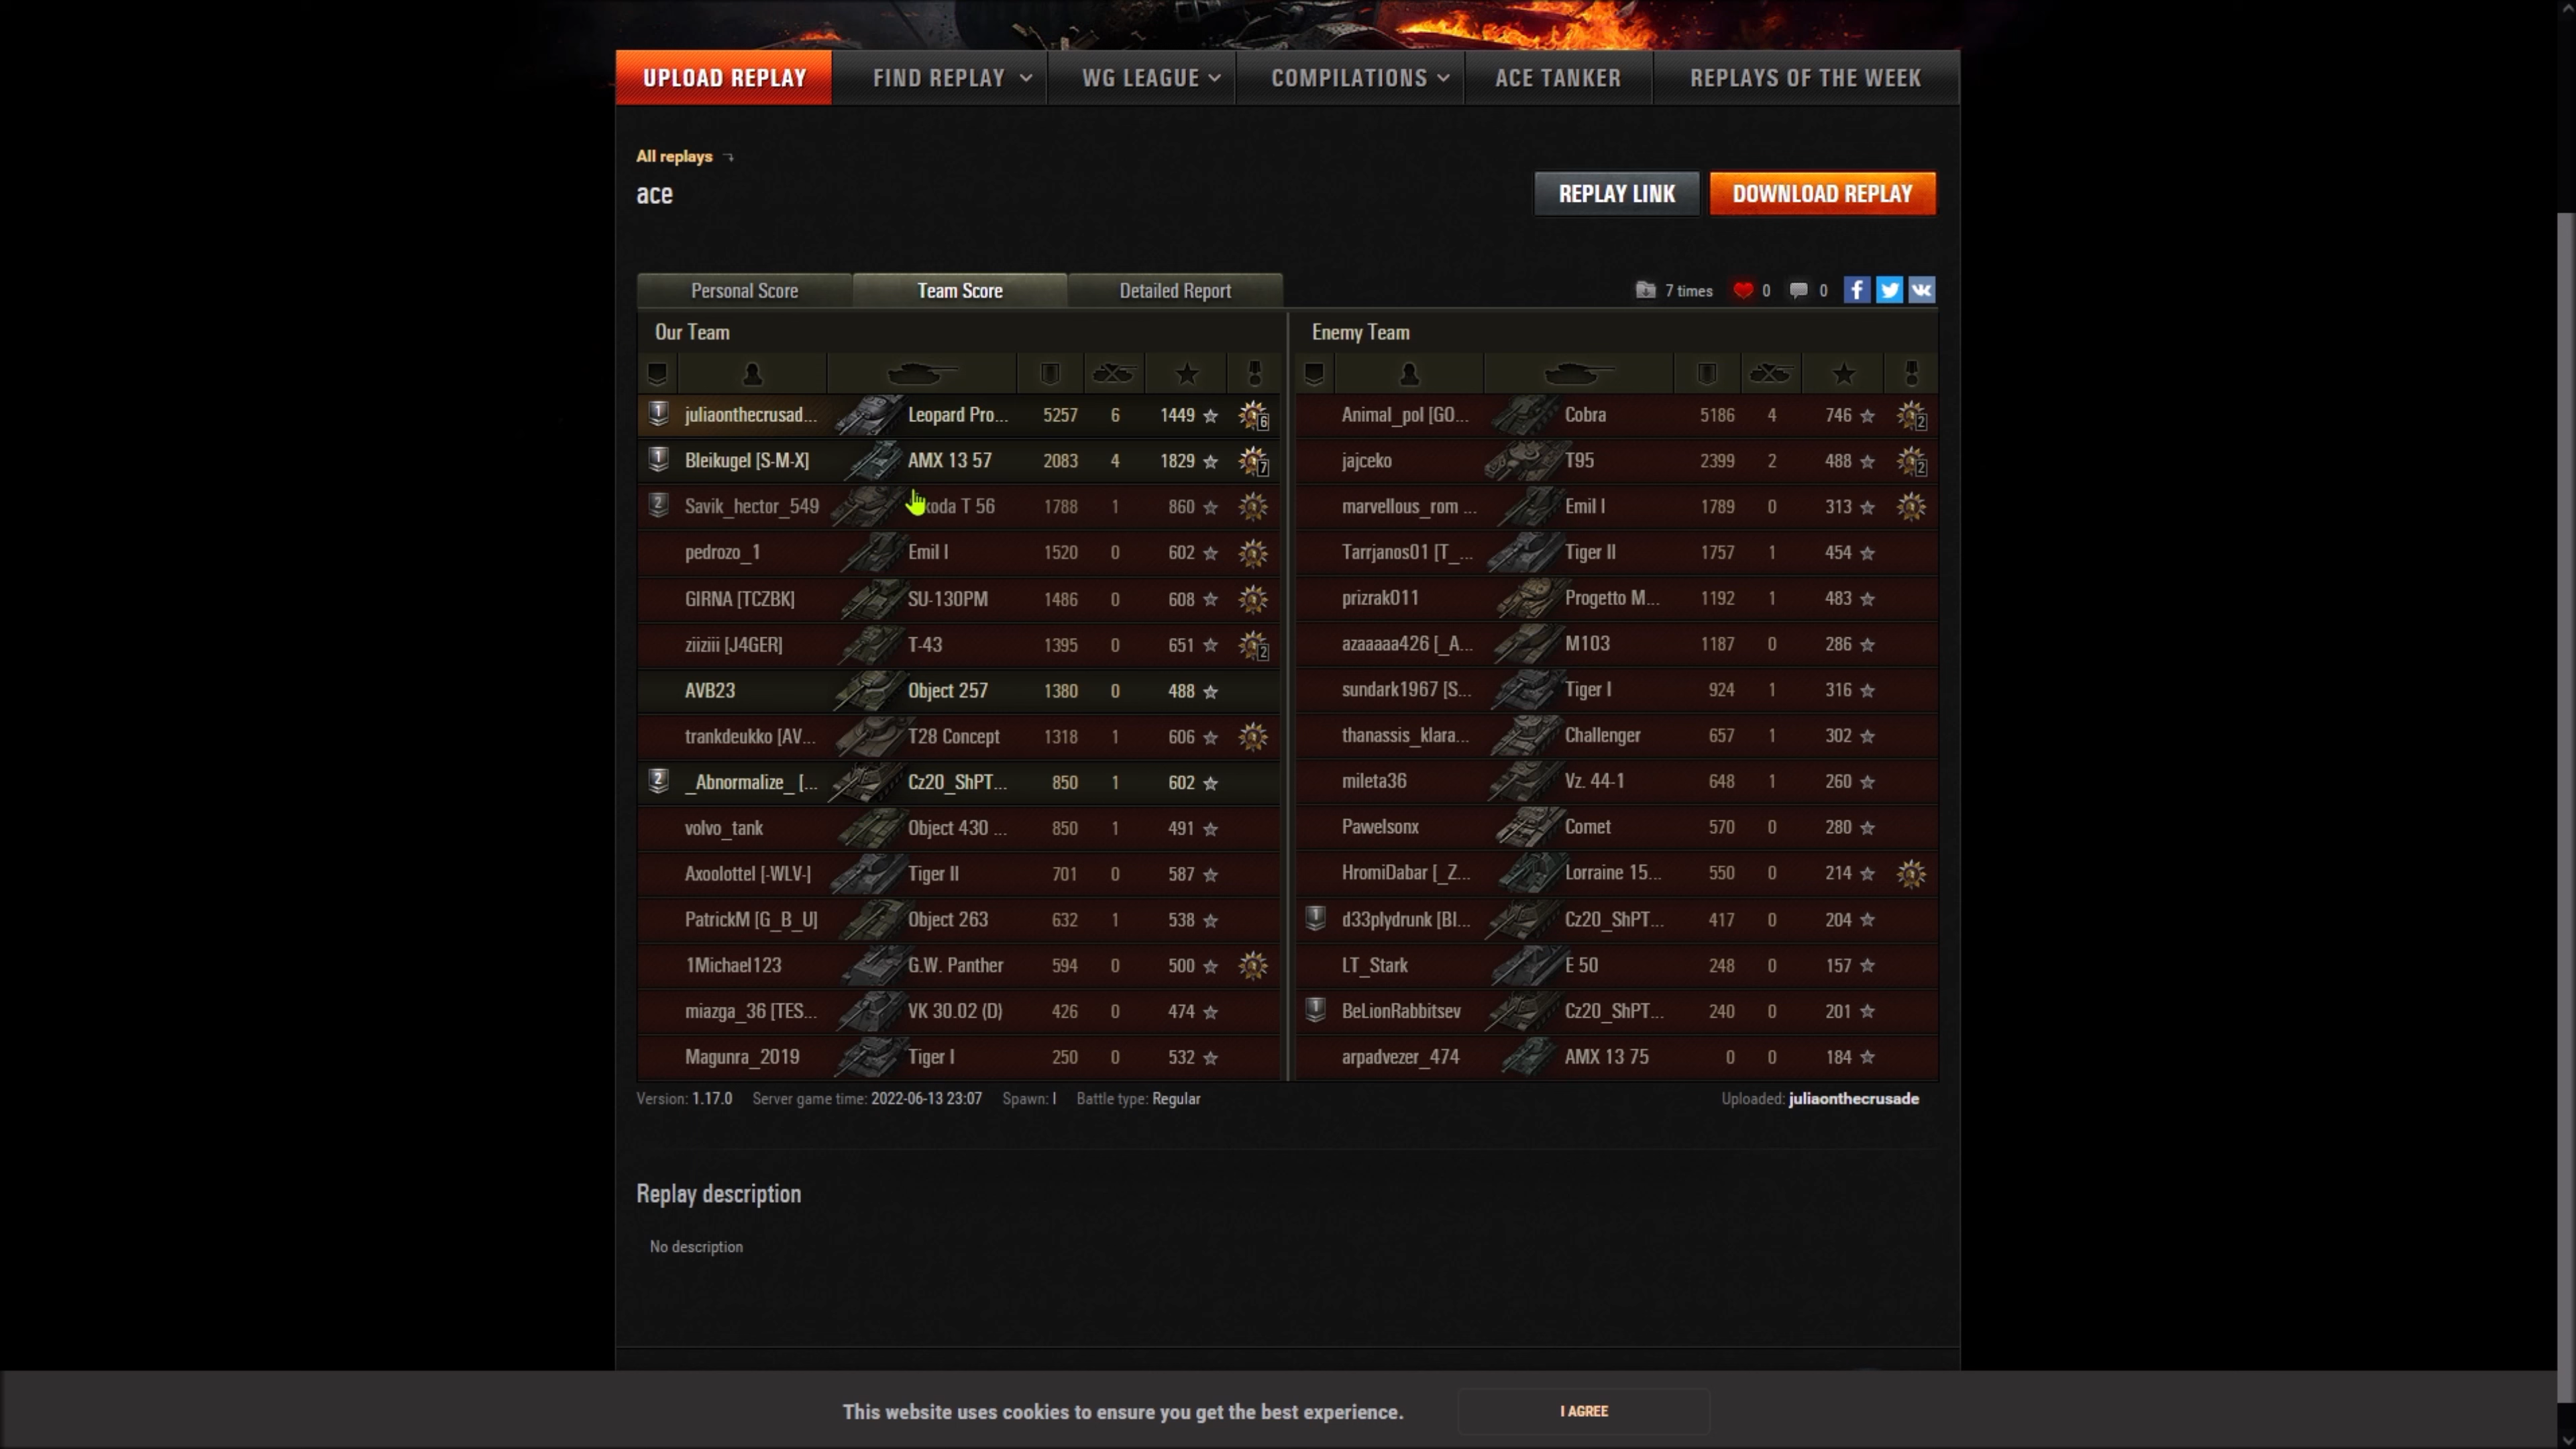 UPLOAD REPLAY FIND REPLAY WG LEAGUE COMPILATIONS ACE TANKER REPLAYS OF THE WEEK
All replays
ace
REPLAY LINK DOWNLOAD REPLAY
Personal Score Team Score Detailed Report 7 times 0 0
Our Team Enemy Team
1 juliaonthecrusad... Leopard Pro... 5257 6 1449 6 Animal_pol [GO... Cobra 5186 4 746 2
1 Bleikugel [S-M-X] AMX 13 57 2083 4 1829 7 jajceko T95 2399 2 488 2
2 Savik_hector_549 koda T 56 1788 1 860 marvellous_rom ... Emil I 1789 0 313
pedrozo_1 Emil I 1520 0 602 Tarrjanos01 [T_... Tiger II 1757 1 454
GIRNA [TCZBK] SU-130PM 1486 0 608 prizrak011 Progetto M... 1192 1 483
ziiziii [J4GER] T-43 1395 0 651 2 azaaaaa426 [_A... M103 1187 0 286
AVB23 Object 257 1380 0 488 sundark1967 [S... Tiger I 924 1 316
trankdeukko [AV... T28 Concept 1318 1 606 thanassis_klara... Challenger 657 1 302
2 _Abnormalize_ [... Cz20_ShPT... 850 1 602 mileta36 Vz. 44-1 648 1 260
volvo_tank Object 430 ... 850 1 491 Pawelsonx Comet 570 0 280
Axoolottel [-WLV-] Tiger II 701 0 587 HromiDabar [_Z... Lorraine 15... 550 0 214
PatrickM [G_B_U] Object 263 632 1 538 1 d33plydrunk [BI... Cz20_ShPT... 417 0 204
1Michael123 G.W. Panther 594 0 500 LT_Stark E 50 248 0 157
miazga_36 [TES... VK 30.02 (D) 426 0 474 1 BeLionRabbitsev Cz20_ShPT... 240 0 201
Magunra_2019 Tiger I 250 0 532 arpadvezer_474 AMX 13 75 0 0 184
Version: 1.17.0 Server game time: 2022-06-13 23:07 Spawn: I Battle type: Regular Uploaded: juliaonthecrusade
Replay description
No description
This website uses cookies to ensure you get the best experience. I AGREE